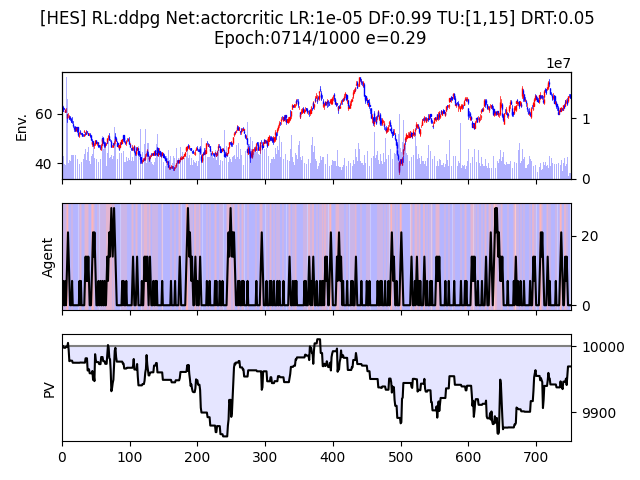 [HES] RL:ddpg Net:actorcritic LR:1e-05 DF:0.99 TU:[1,15] DRT:0.05
Epoch:0714/1000 e=0.29
1e7
Env.
60
40
1
0
Agent
20
0
PV
10000
9900
0 100 200 300 400 500 600 700